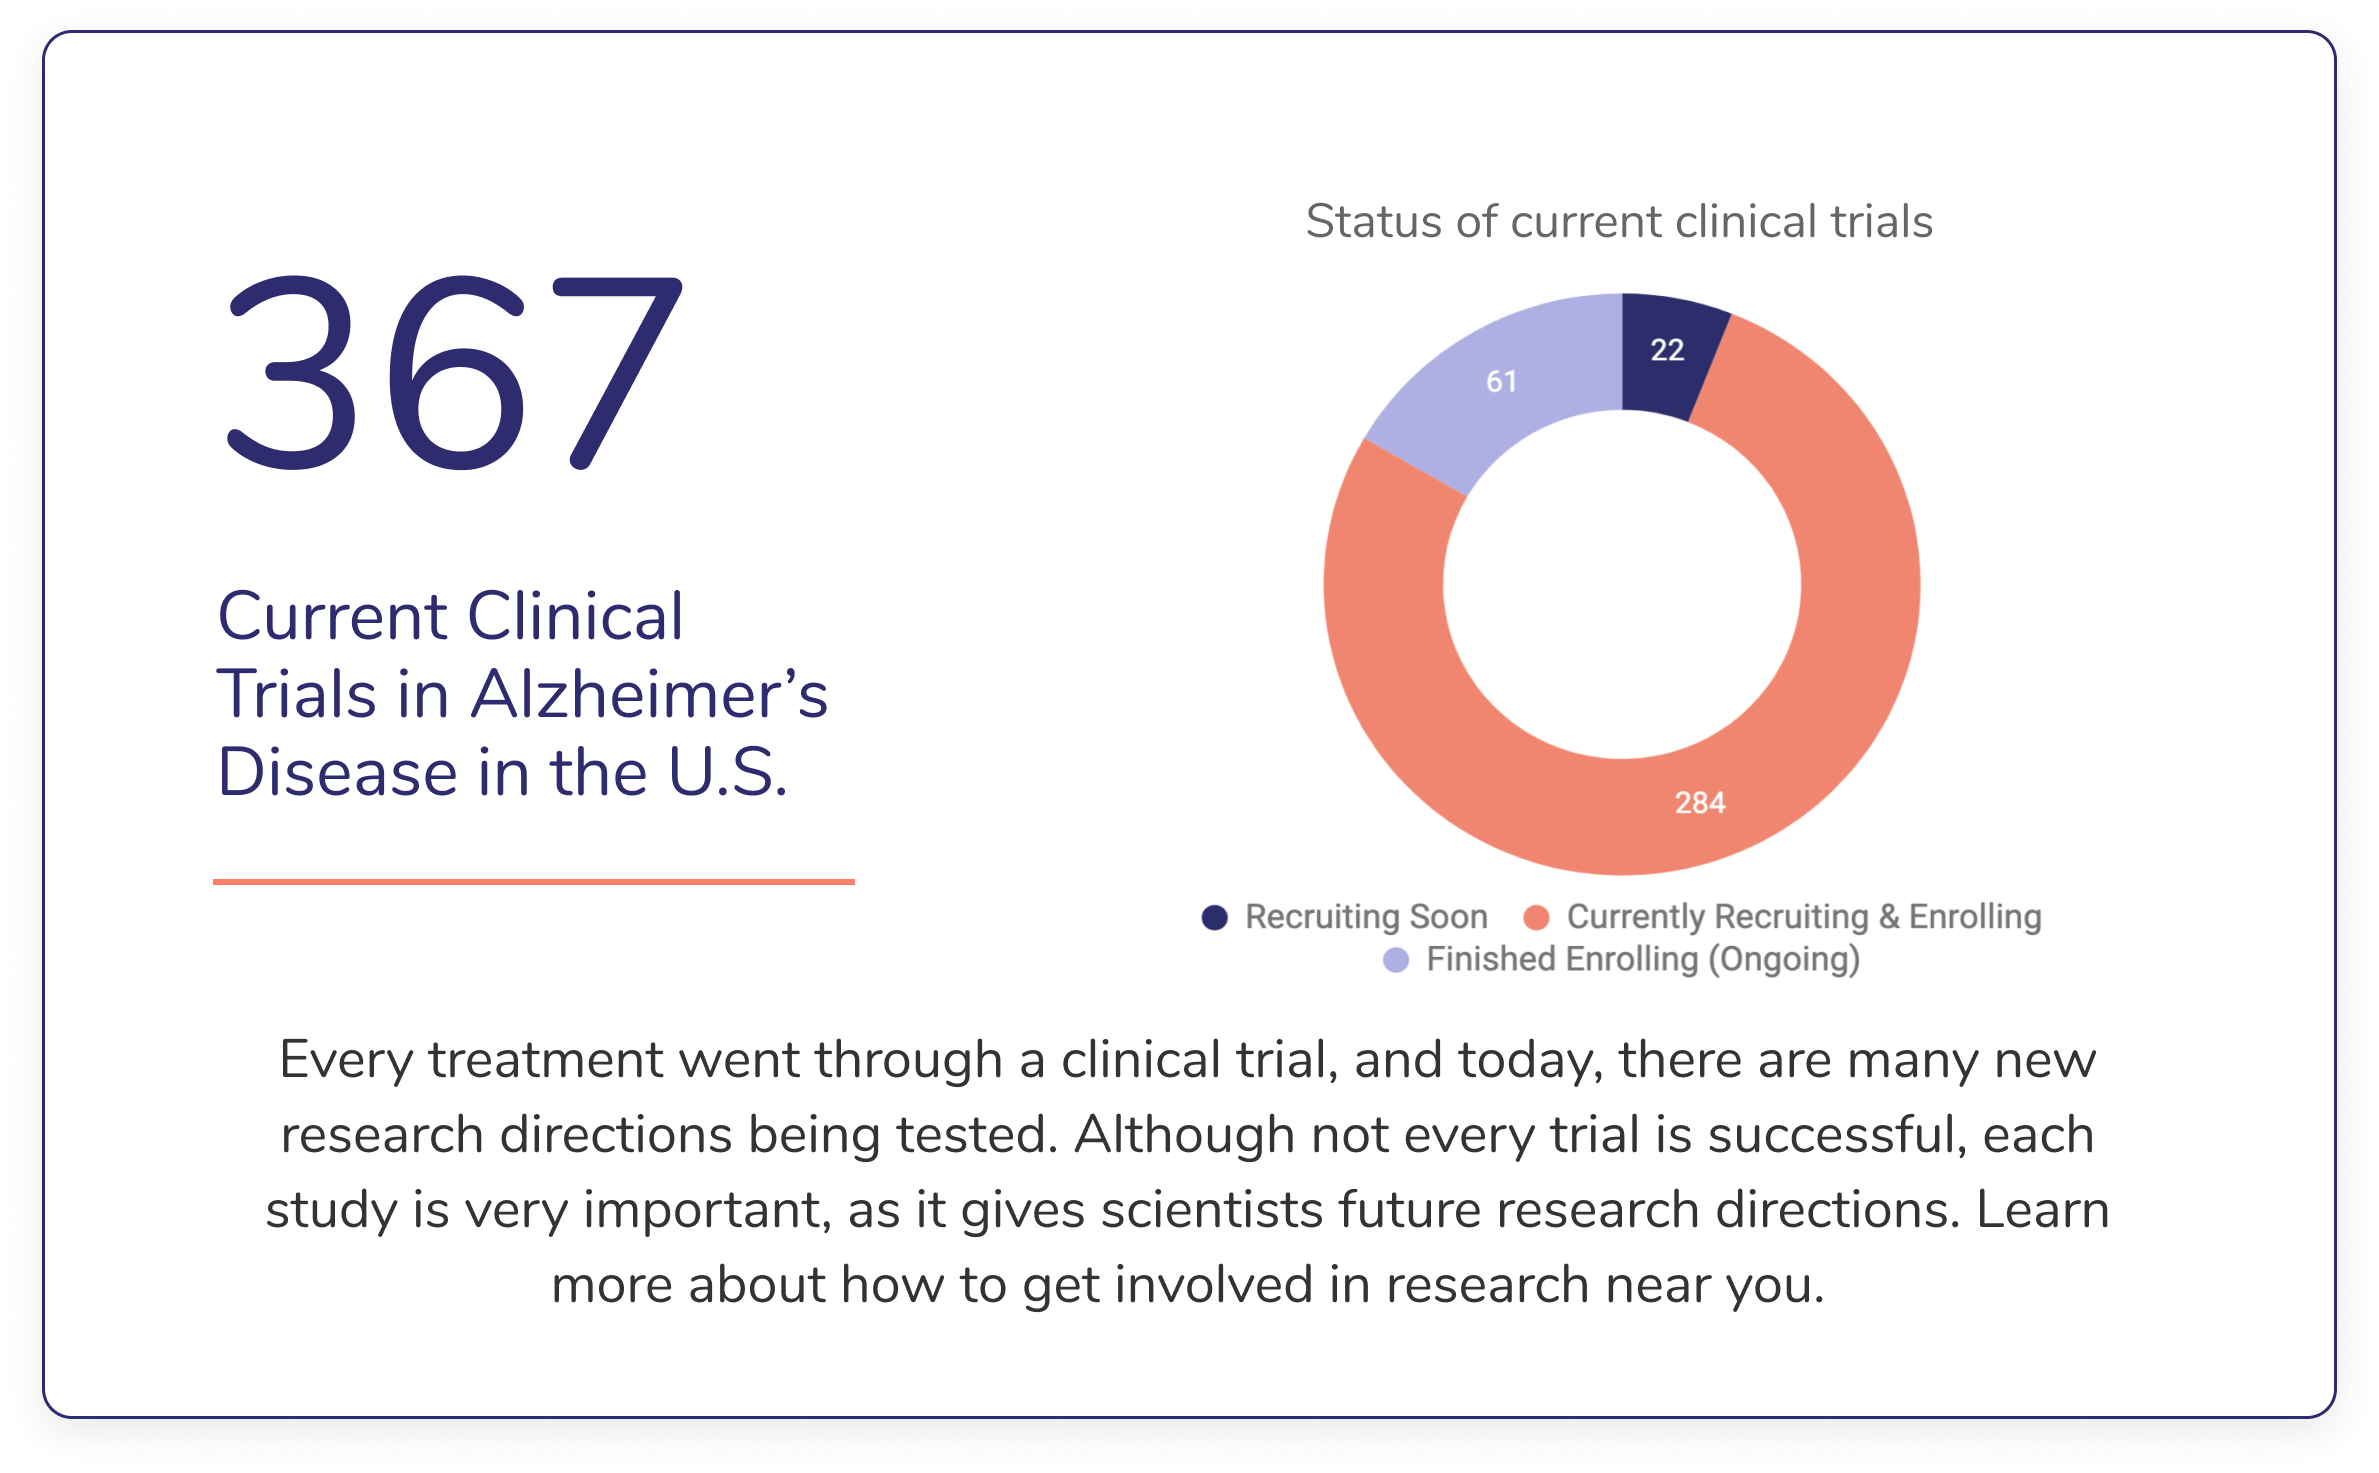 367
Current Clinical
Trials in Alzheimer’s
Disease in the U.S.
Status of current clinical trials
22
61
284
Recruiting Soon
Currently Recruiting & Enrolling
Finished Enrolling (Ongoing)
Every treatment went through a clinical trial, and today, there are many new
research directions being tested. Although not every trial is successful, each
study is very important, as it gives scientists future research directions. Learn
more about how to get involved in research near you.